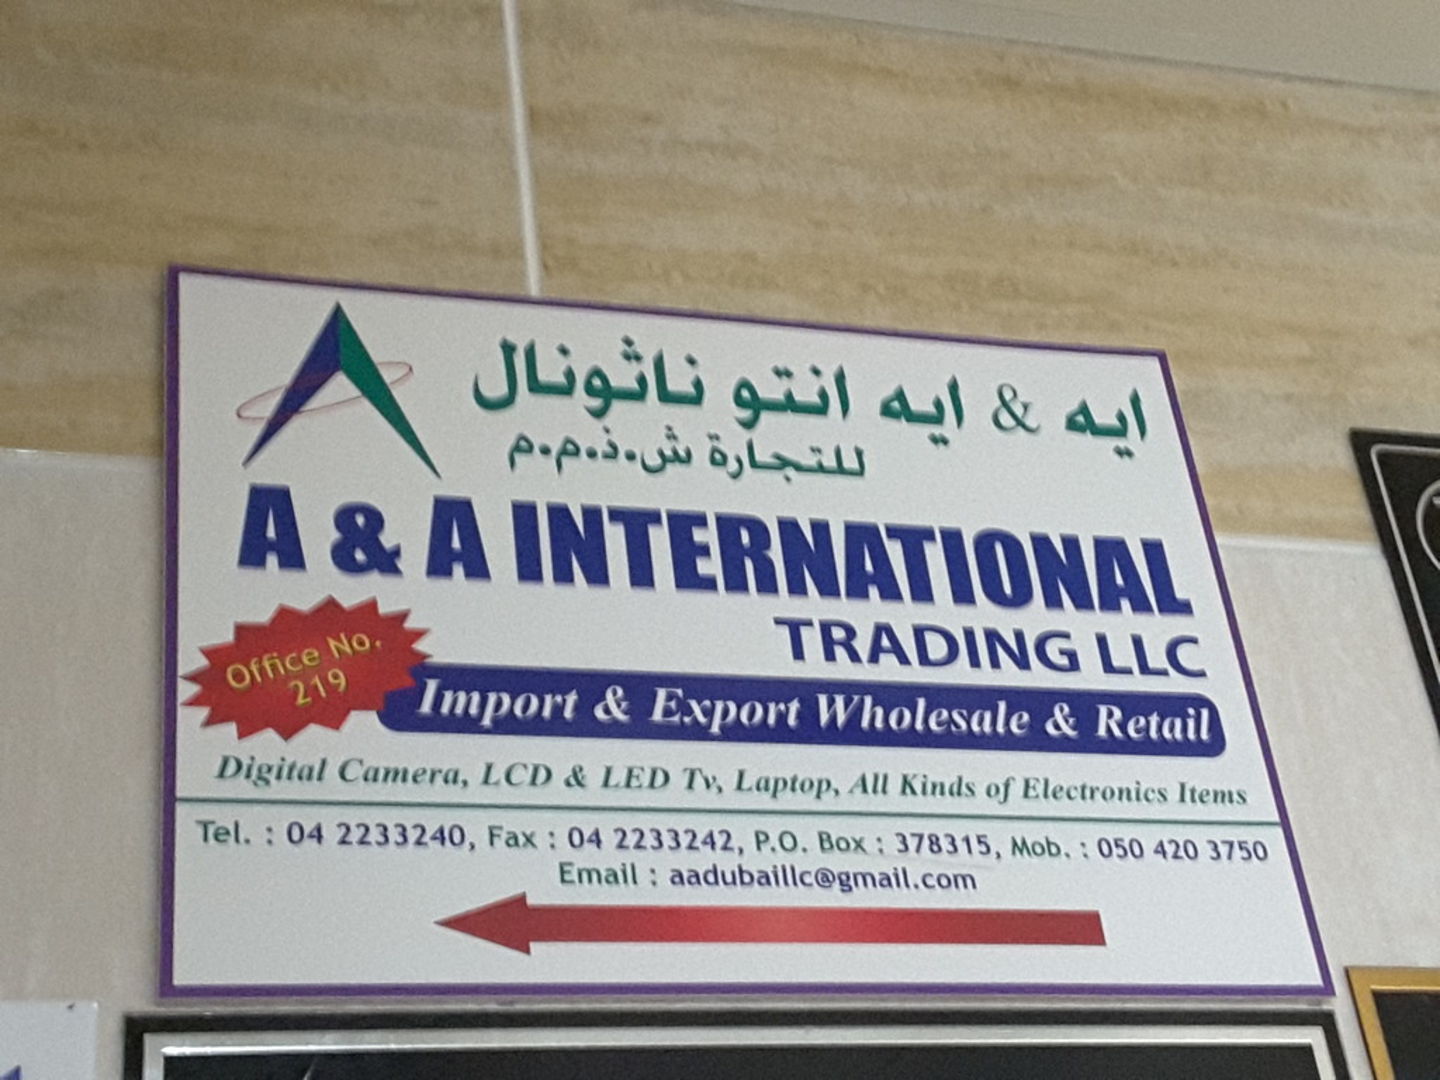 ايه & ايه انتو ناثونال
للتجارة ش.ذ.م.م
A & A INTERNATIONAL
TRADING LLC
Office No.
219
Import & Export Wholesale & Retail
Digital Camera, LCD & LED Tv, Laptop, All Kinds of Electronics Items
Tel. : 04 2233240, Fax : 04 2233242, P.O. Box : 378315, Mob. : 050 420 3750
Email : aadubaillc@gmail.com